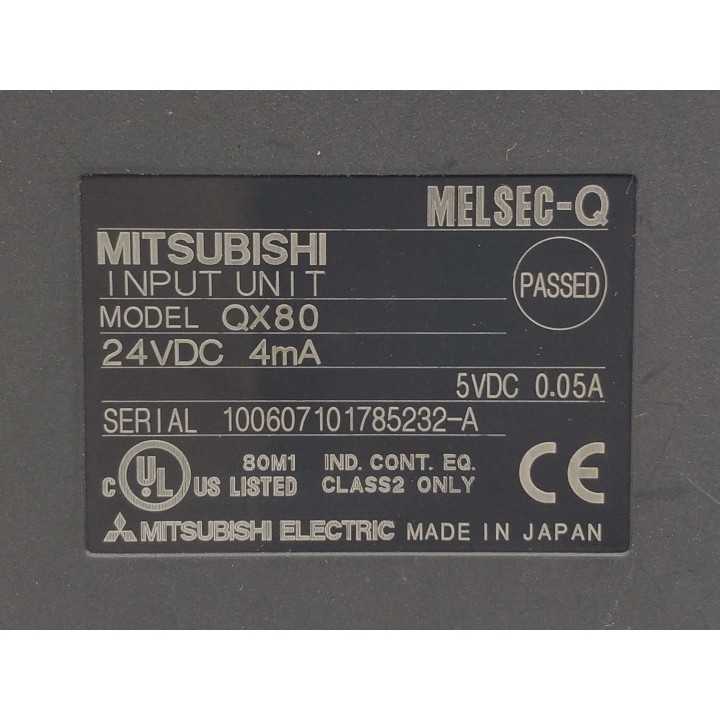 MELSEC-Q
MITSUBISHI
INPUT UNIT
PASSED
MODEL QX80
24VDC 4mA
5VDC 0.05A
SERIAL 100607101785232-A
C UL US LISTED
80M1 IND. CONT. EQ.
CLASS2 ONLY
CE
MITSUBISHI ELECTRIC MADE IN JAPAN